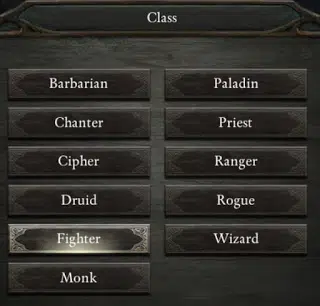 Class
Barbarian
Paladin
Chanter
Priest
Cipher
Ranger
Druid
Rogue
Fighter
Wizard
Monk